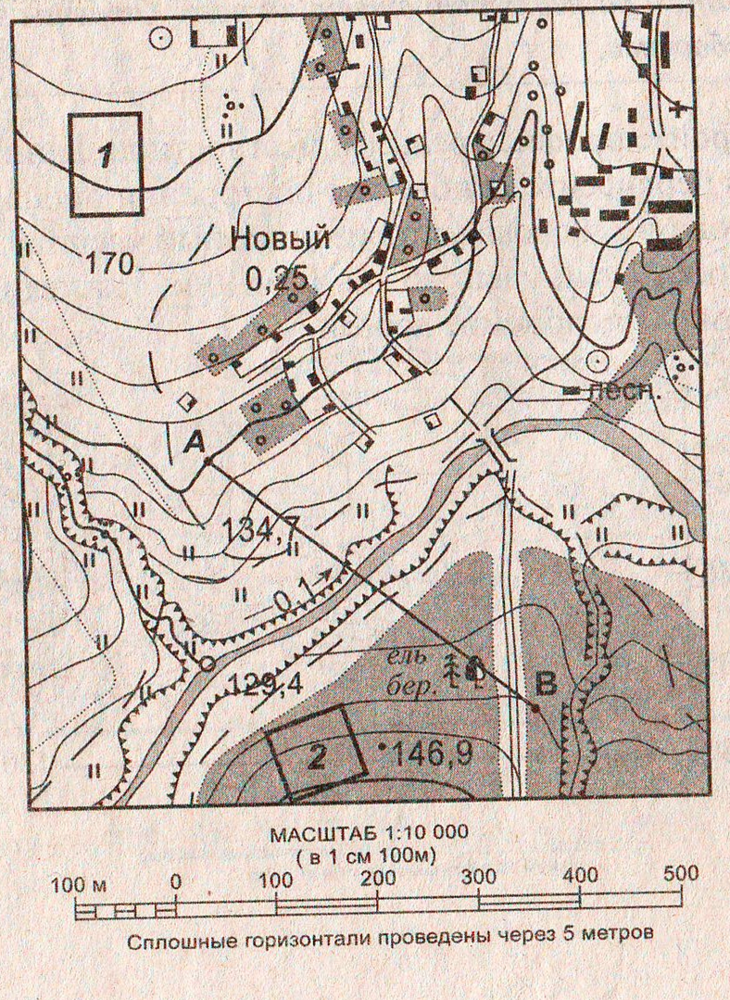 1
170
Новый
0,25
лесн.
А
134,7
0,1
129,4
ель
бер.
В
2
146,9
МАСШТАБ 1:10 000
( в 1 см 100м)
100 м 0 100 200 300 400 500
Сплошные горизонтали проведены через 5 метров